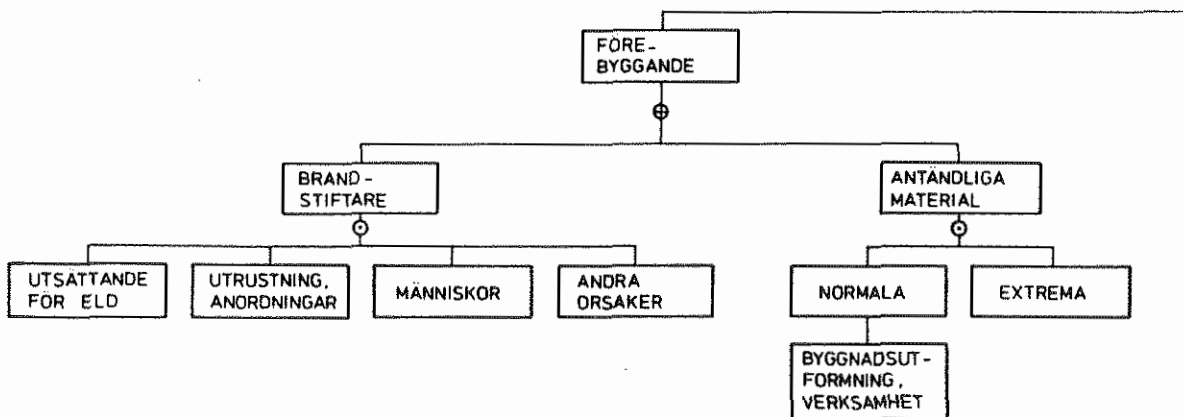 FÖRE-
BYGGANDE
BRAND-
STIFTARE
ANTÄNDLIGA
MATERIAL
UTSÄTTANDE
FÖR ELD
UTRUSTNING,
ANORDNINGAR
MÄNNISKOR
ANDRA
ORSAKER
NORMALA
EXTREMA
BYGGNADSUT-
FORMNING,
VERKSAMHET